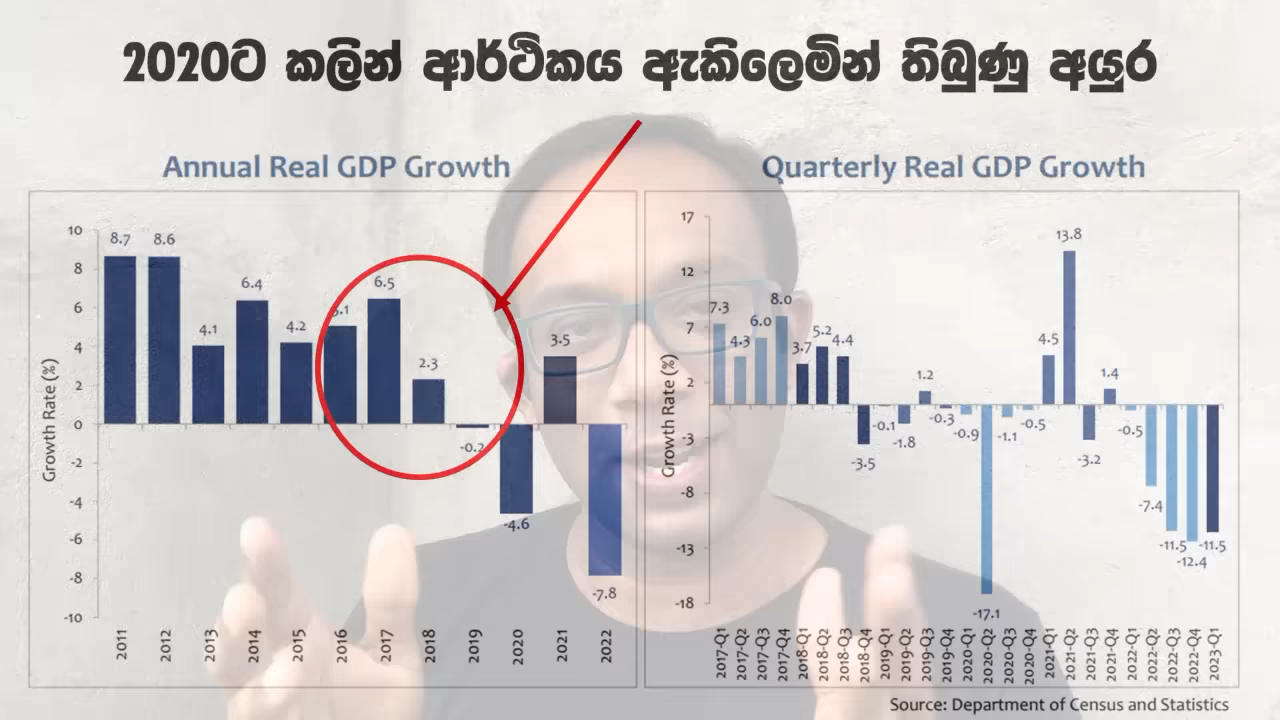 2020ට කලින් ආර්ථිකය ඇකිලෙමින් තිබුණු අයුර
Annual Real GDP Growth
Growth Rate (%)
10
8
6
4
2
0
-2
-4
-6
-8
-10
8.7
8.6
4.1
6.4
4.2
5.1
6.5
2.3
-0.2
-4.6
3.5
-7.8
2011
2012
2013
2014
2015
2016
2017
2018
2019
2020
2021
2022
Quarterly Real GDP Growth
Growth Rate (%)
17
12
7
2
-3
-8
-13
-18
7.3
4.3
6.0
8.0
3.7
5.2
4.4
-3.5
-0.1
-1.8
1.2
-0.3
-0.9
-17.1
-1.1
-0.5
4.5
13.8
-3.2
1.4
-0.5
-7.4
-11.5
-12.4
-11.5
2017-Q1
2017-Q2
2017-Q3
2017-Q4
2018-Q1
2018-Q2
2018-Q3
2018-Q4
2019-Q1
2019-Q2
2019-Q3
2019-Q4
2020-Q1
2020-Q2
2020-Q3
2020-Q4
2021-Q1
2021-Q2
2021-Q3
2021-Q4
2022-Q1
2022-Q2
2022-Q3
2022-Q4
2023-Q1
Source: Department of Census and Statistics